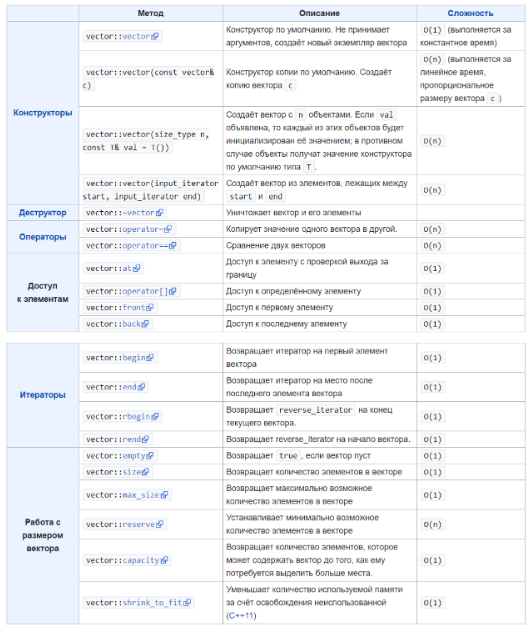 Метод Описание Сложность
Конструкторы
vector::vector
Конструктор по умолчанию. Не принимает
аргументов, создаёт новый экземпляр вектора
O(1) (выполняется за
константное время)
vector::vector(const vector&
c)
Конструктор копии по умолчанию. Создаёт
копию вектора c
O(n) (выполняется за
линейное время,
пропорциональное
размеру вектора c )
vector::vector(size_type n,
const T& val = T())
Создаёт вектор с n объектами. Если val
объявлена, то каждый из этих объектов будет
инициализирован её значением; в противном
случае объекты получат значение конструктора
по умолчанию типа T .
O(n)
vector::vector(input_iterator
start, input_iterator end)
Создаёт вектор из элементов, лежащих между
start и end
O(n)
Деструктор
vector::~vector
Уничтожает вектор и его элементы
Операторы
vector::operator=
Копирует значение одного вектора в другой.
O(n)
vector::operator==
Сравнение двух векторов
O(n)
Доступ
к элементам
vector::at
Доступ к элементу с проверкой выхода за
границу
O(1)
vector::operator[]
Доступ к определённому элементу
O(1)
vector::front
Доступ к первому элементу
O(1)
vector::back
Доступ к последнему элементу
O(1)
Итераторы
vector::begin
Возвращает итератор на первый элемент
вектора
O(1)
vector::end
Возвращает итератор на место после
последнего элемента вектора
O(1)
vector::rbegin
Возвращает reverse_iterator на конец
текущего вектора.
O(1)
vector::rend
Возвращает reverse_iterator на начало вектора.
O(1)
Работа с
размером
вектора
vector::empty
Возвращает true , если вектор пуст
O(1)
vector::size
Возвращает количество элементов в векторе
O(1)
vector::max_size
Возвращает максимально возможное
количество элементов в векторе
O(1)
vector::reserve
Устанавливает минимально возможное
количество элементов в векторе
O(n)
vector::capacity
Возвращает количество элементов, которое
может содержать вектор до того, как ему
потребуется выделить больше места.
O(1)
vector::shrink_to_fit
Уменьшает количество используемой памяти
за счёт освобождения неиспользованной
(C++11)
O(1)